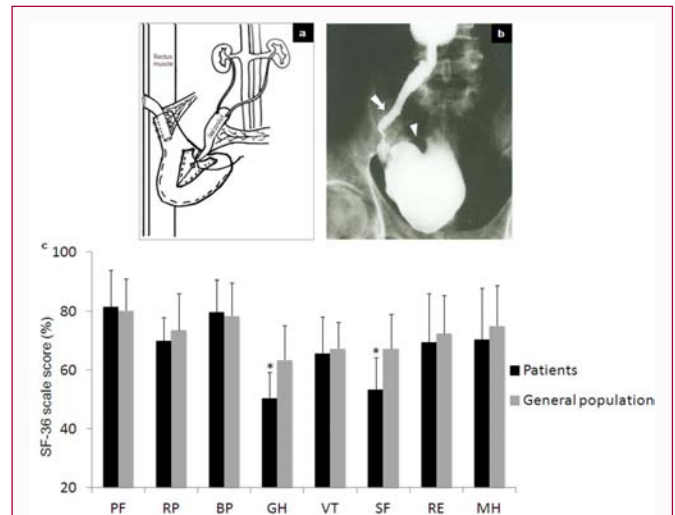 a
b
Rectus
muscle
c
SF-36 scale score (%)
100
80
60
40
20
*
*
Patients
General population
PF RP BP GH VT SF RE MH